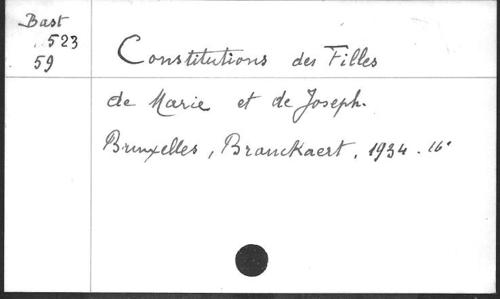 Bast
523
59
Constitutions des Filles
de Marie et de Joseph.
Bruxelles, Branckaert, 1934. 16°